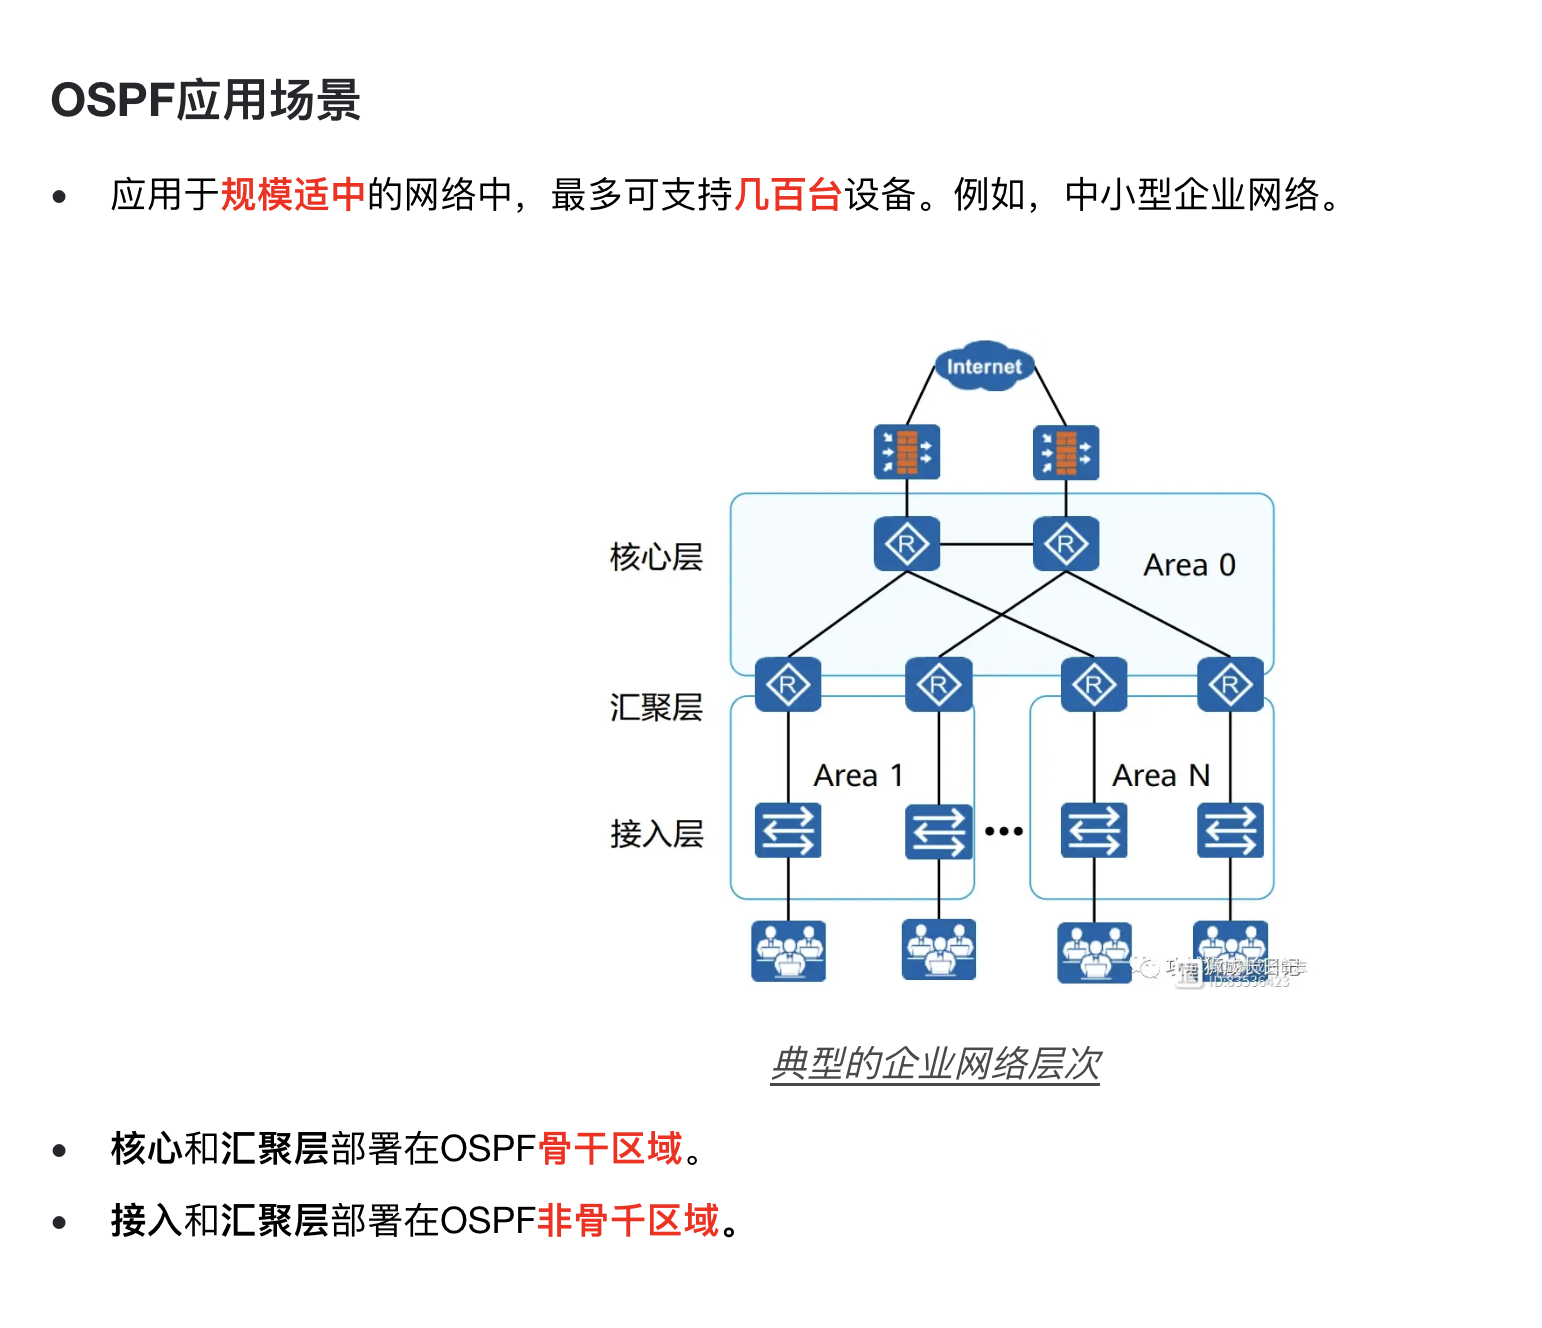 OSPF应用场景
应用于规模适中的网络中，最多可支持几百台设备。例如，中小型企业网络。
Internet
核心层
R
R
Area 0
汇聚层
R
R
R
R
Area 1
Area N
接入层
•••
典型的企业网络层次
核心和汇聚层部署在OSPF骨干区域。
接入和汇聚层部署在OSPF非骨千区域。